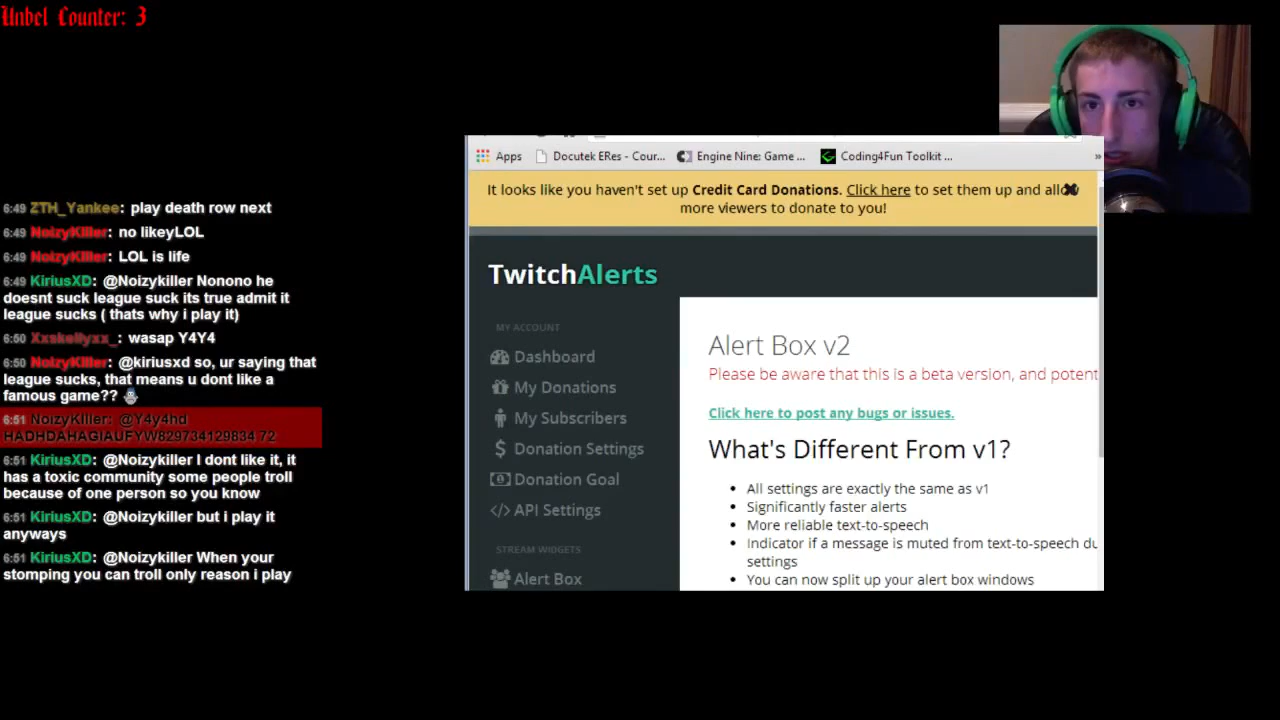 Unbel Counter: 3
Apps
Docutek ERes - Cour...
Engine Nine: Game ...
Coding4Fun Toolkit ...
»
It looks like you haven't set up Credit Card Donations. Click here to set them up and allow
more viewers to donate to you!
TwitchAlerts
MY ACCOUNT
Dashboard
My Donations
My Subscribers
Donation Settings
Donation Goal
API Settings
STREAM WIDGETS
Alert Box
Alert Box v2
Please be aware that this is a beta version, and potent
Click here to post any bugs or issues.
What's Different From v1?
All settings are exactly the same as v1
Significantly faster alerts
More reliable text-to-speech
Indicator if a message is muted from text-to-speech du
settings
You can now split up your alert box windows
6:49 ZTH_Yankee: play death row next
6:49 NoizyKIller: no likeyLOL
6:49 NoizyKIller: LOL is life
6:49 KiriusXD: @Noizykiller Nonono he
doesnt suck league suck its true admit it
league sucks ( thats why i play it)
6:50 Xxskellyxx_: wasap Y4Y4
6:50 NoizyKIller: @kiriusxd so, ur saying that
league sucks, that means u dont like a
famous game??
6:51 NoizyKIller: @Y4y4hd
HADHDAHAGIAUFYW829734129834 72
6:51 KiriusXD: @Noizykiller I dont like it, it
has a toxic community some people troll
because of one person so you know
6:51 KiriusXD: @Noizykiller but i play it
anyways
6:51 KiriusXD: @Noizykiller When your
stomping you can troll only reason i play